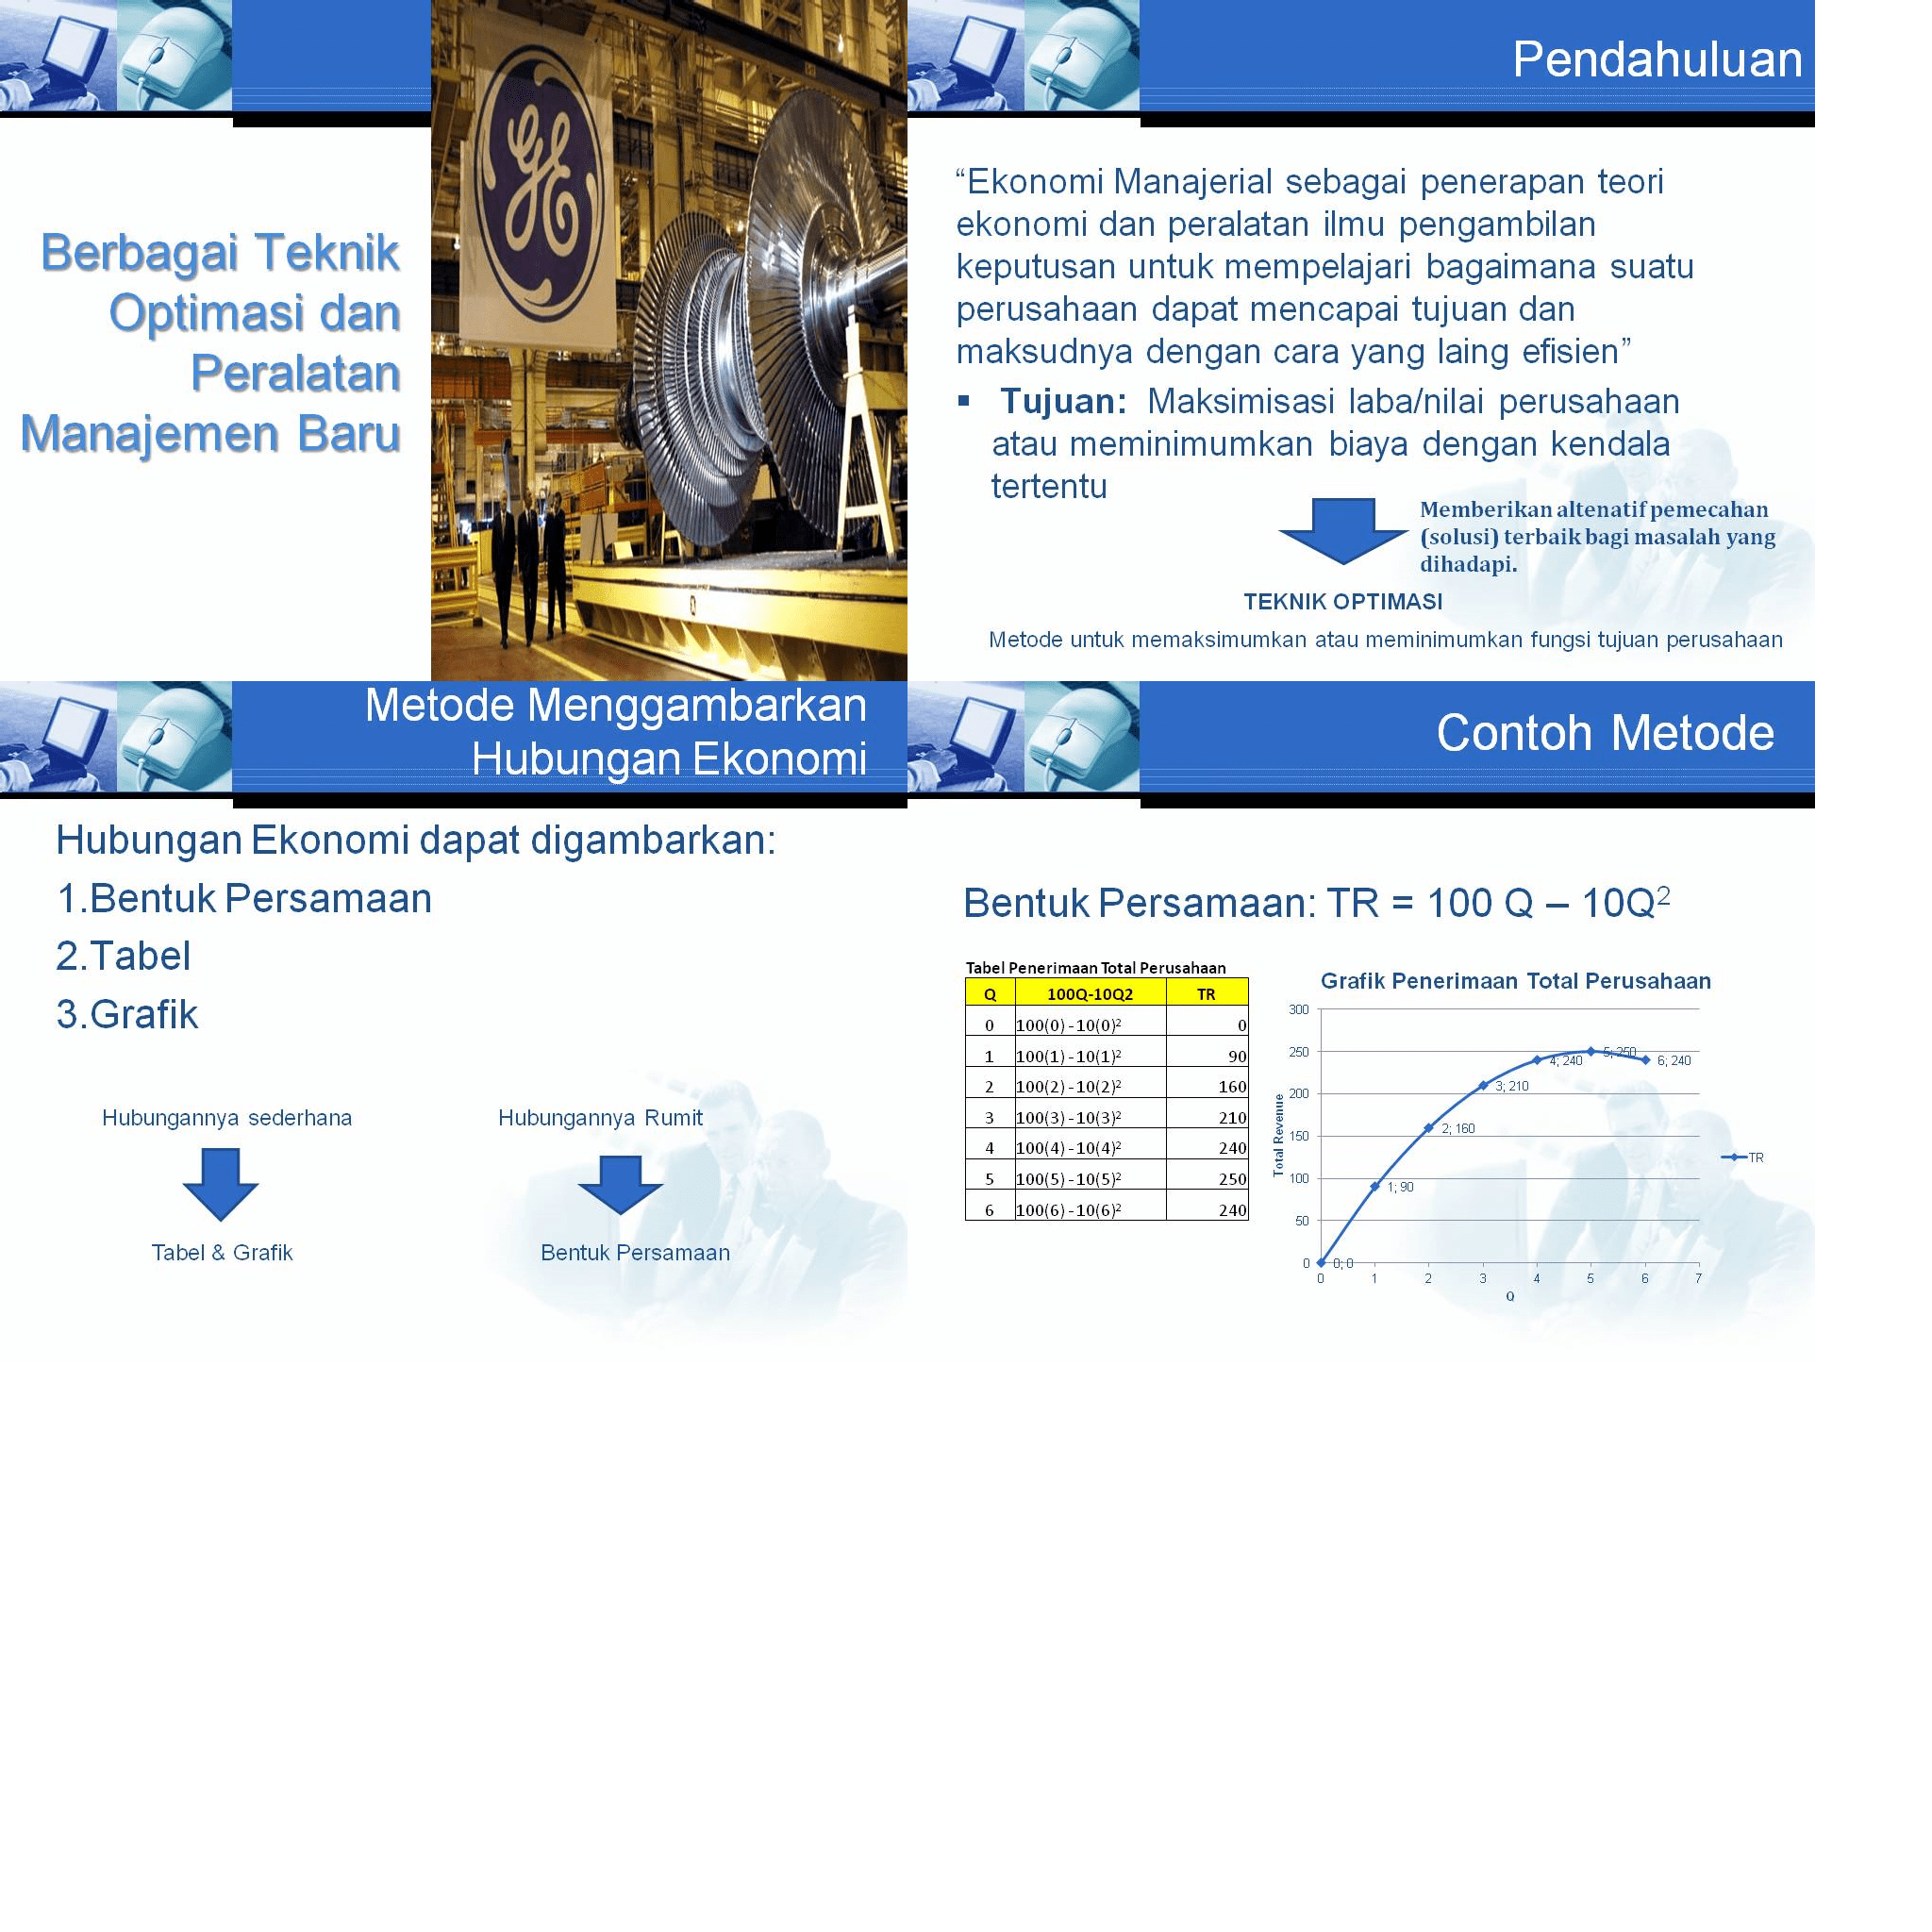 Berbagai Teknik
Optimasi dan
Peralatan
Manajemen Baru
GE
Pendahuluan
“Ekonomi Manajerial sebagai penerapan teori
ekonomi dan peralatan ilmu pengambilan
keputusan untuk mempelajari bagaimana suatu
perusahaan dapat mencapai tujuan dan
maksudnya dengan cara yang laing efisien”
▪ Tujuan: Maksimisasi laba/nilai perusahaan
atau meminimumkan biaya dengan kendala
tertentu
Memberikan altenatif pemecahan
(solusi) terbaik bagi masalah yang
dihadapi.
TEKNIK OPTIMASI
Metode untuk memaksimumkan atau meminimumkan fungsi tujuan perusahaan
Metode Menggambarkan
Hubungan Ekonomi
Hubungan Ekonomi dapat digambarkan:
1.Bentuk Persamaan
2.Tabel
3.Grafik
Hubungannya sederhana
Tabel & Grafik
Hubungannya Rumit
Bentuk Persamaan
Contoh Metode
Bentuk Persamaan: TR = 100 Q – 10Q²
Tabel Penerimaan Total Perusahaan
Q 100Q-10Q2 TR
0 100(0) - 10(0)² 0
1 100(1) - 10(1)² 90
2 100(2) - 10(2)² 160
3 100(3) - 10(3)² 210
4 100(4) - 10(4)² 240
5 100(5) - 10(5)² 250
6 100(6) - 10(6)² 240
Grafik Penerimaan Total Perusahaan
Total Revenue
300
250
200
150
100
50
0
0; 0
1; 90
2; 160
3; 210
4; 240
5; 250
6; 240
TR
0 1 2 3 4 5 6 7
Q